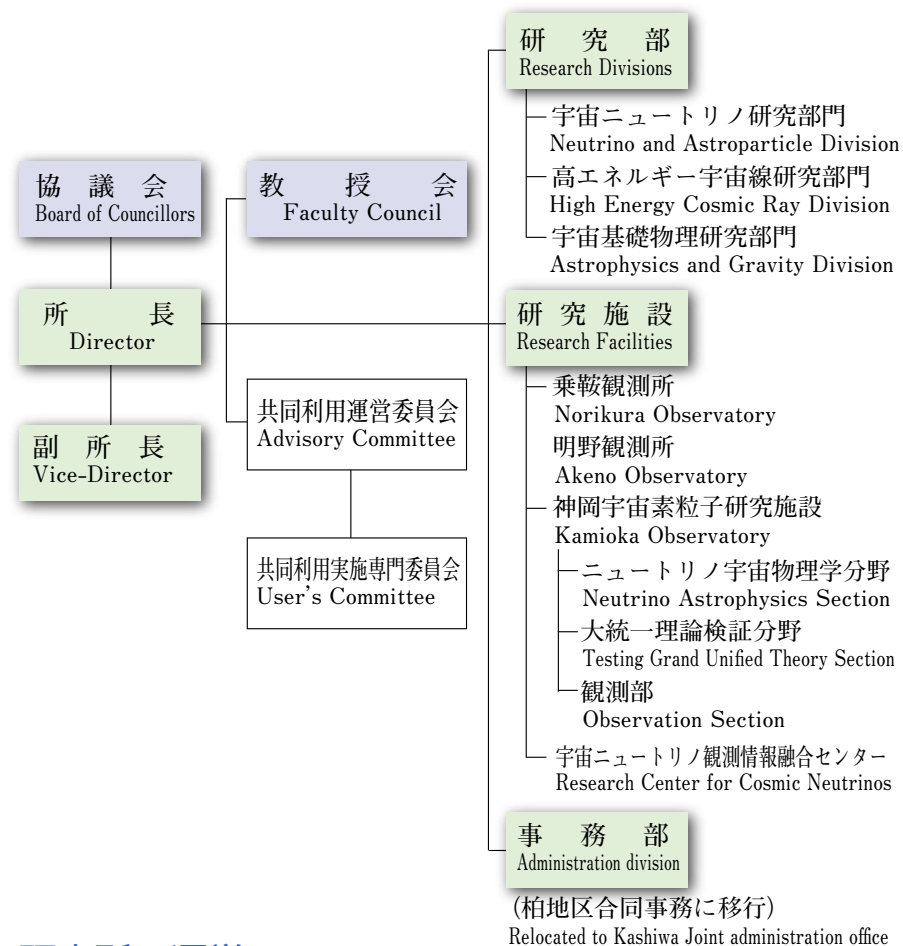 研究部
Research Divisions
宇宙ニュートリノ研究部門
Neutrino and Astroparticle Division
高エネルギー宇宙線研究部門
High Energy Cosmic Ray Division
宇宙基礎物理研究部門
Astrophysics and Gravity Division
協議会
Board of Councillors
教授会
Faculty Council
所長
Director
研究施設
Research Facilities
副所長
Vice-Director
共同利用運営委員会
Advisory Committee
共同利用実施専門委員会
User's Committee
乗鞍観測所
Norikura Observatory
明野観測所
Akeno Observatory
神岡宇宙素粒子研究施設
Kamioka Observatory
ニュートリノ宇宙物理学分野
Neutrino Astrophysics Section
大統一理論検証分野
Testing Grand Unified Theory Section
観測部
Observation Section
宇宙ニュートリノ観測情報融合センター
Research Center for Cosmic Neutrinos
事務部
Administration division
(柏地区合同事務に移行)
Relocated to Kashiwa Joint administration office